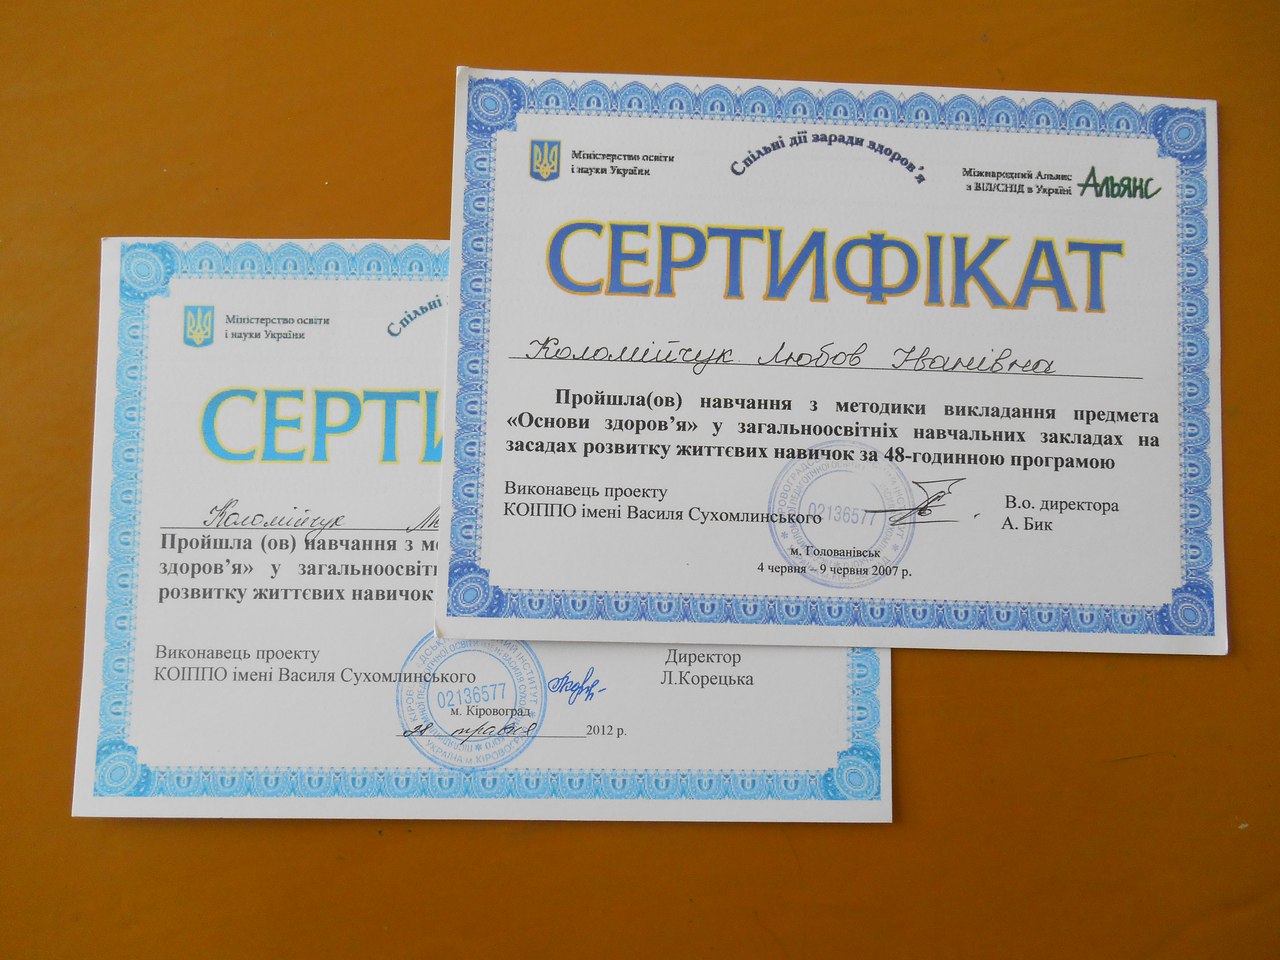 Міністерство освіти
і науки України
Спільні дії заради здоров'я
Міжнародний Альянс
з ВІЛ/СНІД в Україні
Альянс
СЕРТИФІКАТ
Коломійчук Любов Іванівна
Пройшла(ов) навчання з методики викладання предмета
«Основи здоров'я» у загальноосвітніх навчальних закладах на
засадах розвитку життєвих навичок за 48-годинною програмою
Виконавець проекту
КОІППО імені Василя Сухомлинського
02136577
В.о. директора
А. Бик
м. Голованівськ
4 червня – 9 червня 2007 р.
Міністерство освіти
і науки України
Спільні
СЕРТИ
Коломійчук
Пройшла (ов) навчання з ме
здоров'я» у загальноосвітн
розвитку життєвих навичок
Виконавець проекту
КОІППО імені Василя Сухомлинського
02136577
Директор
Л.Корецька
м. Кіровоград
травня 2012 р.